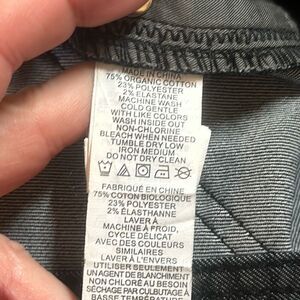 MADE IN CHINA
75% ORGANIC COTTON
23% POLYESTER
2% ELASTANE
MACHINE WASH
COLD GENTLE
WITH LIKE COLORS
WASH INSIDE OUT
NON-CHLORINE
BLEACH WHEN NEEDED
TUMBLE DRY LOW
IRON MEDIUM
DO NOT DRY CLEAN
FABRIQUÉ EN CHINE
75% COTON BIOLOGIQUE
23% POLYESTER
2% ÉLASTHANNE
LAVER À
MACHINE À FROID,
CYCLE DÉLICAT
AVEC DES COULEURS
SIMILAIRES
LAVER À L'ENVERS
UTILISER SEULEMENT
UN AGENT DE BLANCHIMENT
NON CHLORÉ AU BESOIN
SÉCHAGE PAR CULBUTAGE À
BASSE TEMPÉRATURE